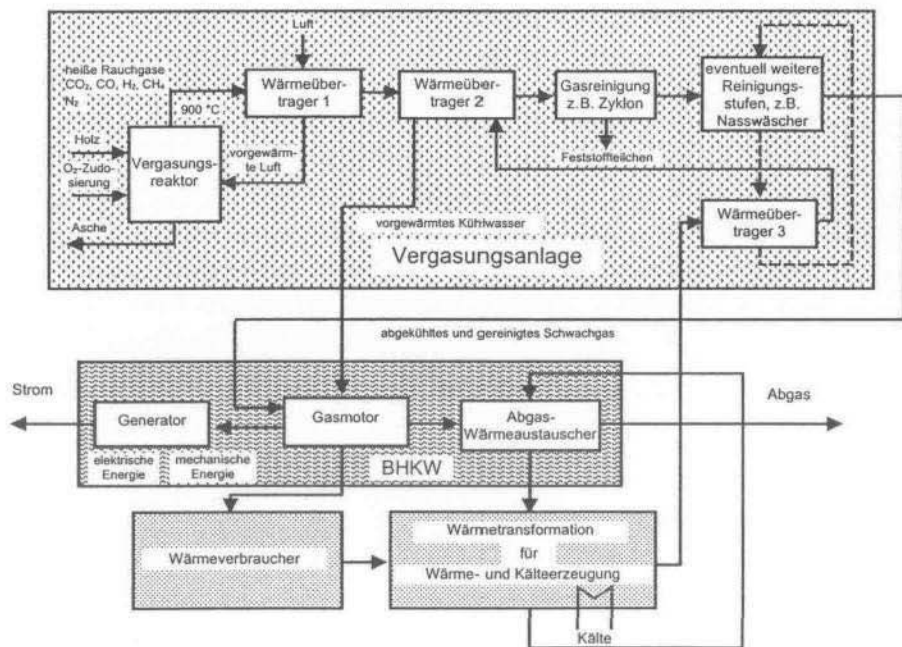 Luft
heiße Rauchgase
CO₂, CO, H₂, CH₄
N₂
900 °C
Wärmeüber-
trager 1
Wärmeüber-
trager 2
Gasreinigung
z.B. Zyklon
eventuell weitere
Reinigungs-
stufen, z.B.
Nasswäscher
Holz
O₂-Zudo-
sierung
Vergasungs-
reaktor
vorgewärm-
te Luft
Feststoffteilchen
Asche
vorgewärmtes Kühlwasser
Wärmeüber-
trager 3
Vergasungsanlage
abgekühltes und gereinigtes Schwachgas
Strom
Abgas
Generator
Gasmotor
Abgas-
Wärmeaustauscher
elektrische
Energie
mechanische
Energie
BHKW
Wärmeverbraucher
Wärmetransformation
für
Wärme- und Kälteerzeugung
Kälte